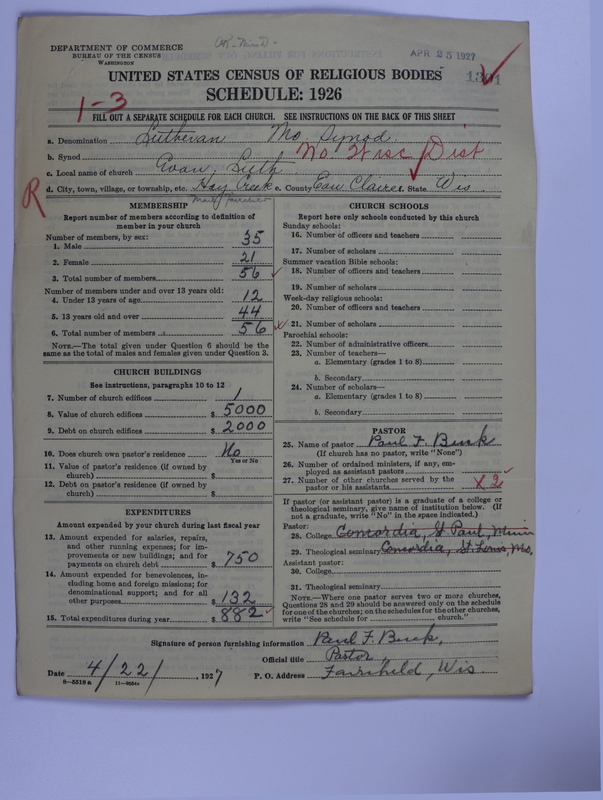 DEPARTMENT OF COMMERCE
BUREAU OF THE CENSUS
WASHINGTON
APR 25 1927
UNITED STATES CENSUS OF RELIGIOUS BODIES
SCHEDULE: 1926
1-3
FILL OUT A SEPARATE SCHEDULE FOR EACH CHURCH. SEE INSTRUCTIONS ON THE BACK OF THIS SHEET
a. Denomination Lutheran Mo. Synod
b. Synod No. Wisc Dist
c. Local name of church Evan. Luth.
d. City, town, village, or township, etc. Hay Creek e. County Eau Claire f. State Wis
R
MEMBERSHIP
Report number of members according to definition of
member in your church
Number of members, by sex:
1. Male 35
2. Female 21
3. Total number of members 56
Number of members under and over 13 years old:
4. Under 13 years of age 12
5. 13 years old and over 44
6. Total number of members 56
NOTE.—The total given under Question 6 should be
same as the total of males and females given under Question 3.
CHURCH BUILDINGS
See instructions, paragraphs 10 to 12
7. Number of church edifices 1
8. Value of church edifices $ 5000
9. Debt on church edifices $ 2000
10. Does church own pastor's residence? No
Yes or No
11. Value of pastor's residence (if owned by
church) $
12. Debt on pastor's residence (if owned by
church) $
EXPENDITURES
Amount expended by your church during last fiscal year
13. Amount expended for salaries, repairs,
and other running expenses; for im-
provements or new buildings; and for
payments on church debt $ 750
14. Amount expended for benevolences, in-
cluding home and foreign missions; for
denominational support; and for all
other purposes $ 132
15. Total expenditures during year $ 882
CHURCH SCHOOLS
Report here only schools conducted by this church
Sunday schools:
16. Number of officers and teachers
17. Number of scholars
Summer vacation Bible schools:
18. Number of officers and teachers
19. Number of scholars
Week-day religious schools:
20. Number of officers and teachers
21. Number of scholars
Parochial schools:
22. Number of administrative officers
23. Number of teachers—
a. Elementary (grades 1 to 8)
b. Secondary
24. Number of scholars—
a. Elementary (grades 1 to 8)
b. Secondary
PASTOR
25. Name of pastor Paul F. Burk
(If church has no pastor, write "None")
26. Number of ordained ministers, if any, em-
ployed as assistant pastors
27. Number of other churches served by the
pastor or his assistants x 2
If pastor (or assistant pastor) is a graduate of a college or
theological seminary, give name of institution below. (If
not a graduate, write "No" in the space indicated.)
Pastor:
28. College Concordia, St Paul, Minn
29. Theological seminary Concordia, St. Louis, Mo.
Assistant pastor:
30. College
31. Theological seminary
NOTE.—Where one pastor serves two or more churches,
Questions 28 and 29 should be answered only on the schedule
for one of the churches; on the schedules for the other churches,
write "See schedule for church."
Signature of person furnishing information Paul F. Burk,
Official title Pastor
Date 4/22/, 1927 P. O. Address Fairchild, Wis.